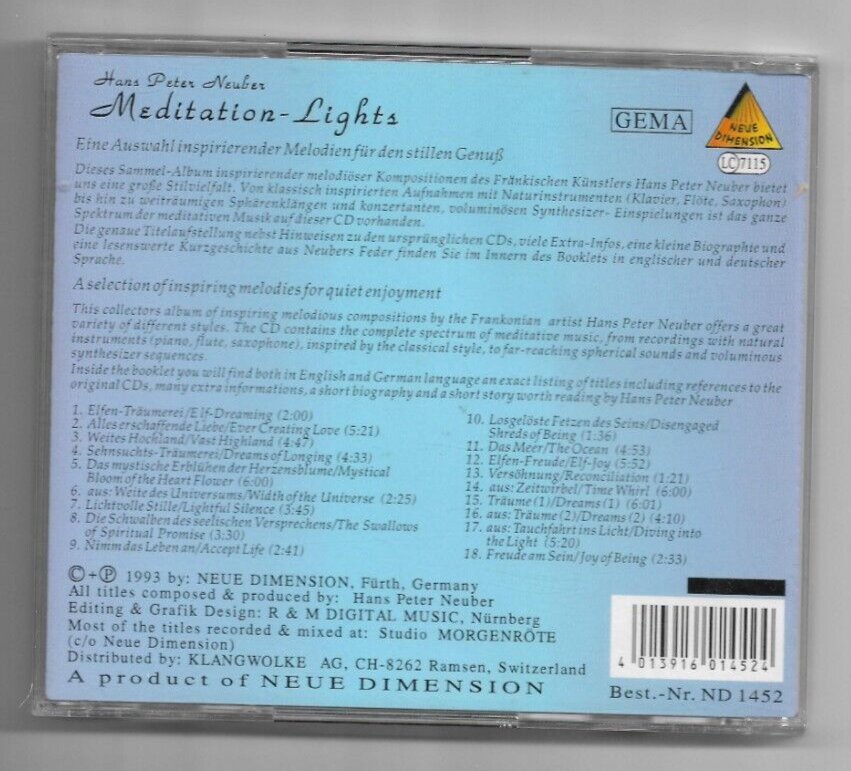 Hans Peter Neuber
Meditation-Lights
GEMA
NEUE
DIMENSION
LC 7115
Eine Auswahl inspirierender Melodien für den stillen Genuß
Dieses Sammel-Album inspirierender melodiöser Kompositionen des Fränkischen Künstlers Hans Peter Neuber bietet
uns eine große Stilvielfalt. Von klassisch inspirierten Aufnahmen mit Naturinstrumenten (Klavier, Flöte, Saxophon)
bis hin zu weiträumigen Sphärenklängen und konzertanten, voluminösen Synthesizer- Einspielungen ist das ganze
Spektrum der meditativen Musik auf dieser CD vorhanden.
Die genaue Titelaufstellung nebst Hinweisen zu den ursprünglichen CDs, viele Extra-Infos, eine kleine Biographie und
eine lesenswerte Kurzgeschichte aus Neubers Feder finden Sie im Innern des Booklets in englischer und deutscher
Sprache.
A selection of inspiring melodies for quiet enjoyment
This collectors album of inspiring melodious compositions by the Frankonian artist Hans Peter Neuber offers a great
variety of different styles. The CD contains the complete spectrum of meditative music, from recordings with natural
instruments (piano, flute, saxophone), inspired by the classical style, to far-reaching spherical sounds and voluminous
synthesizer sequences.
Inside the booklet you will find both in English and German language an exact listing of titles including references to the
original CDs, many extra informations, a short biography and a short story worth reading by Hans Peter Neuber
1. Elfen-Träumerei/Elf-Dreaming (2:00)
2. Alles erschaffende Liebe/Ever Creating Love (5:21)
3. Weites Hochland/Vast Highland (4:47)
4. Sehnsuchts-Träumerei/Dreams of Longing (4:33)
5. Das mystische Erblühen der Herzensblume/Mystical
Bloom of the Heart Flower (6:00)
6. aus: Weite des Universums/Width of the Universe (2:25)
7. Lichtvolle Stille/Lightful Silence (3:45)
8. Die Schwalben des seelischen Versprechens/The Swallows
of Spiritual Promise (3:30)
9. Nimm das Leben an/Accept Life (2:41)
10. Losgelöste Fetzen des Seins/Disengaged
Shreds of Being (1:36)
11. Das Meer/The Ocean (4:53)
12. Elfen-Freude/Elf-Joy (5:52)
13. Versöhnung/Reconciliation (1:21)
14. aus: Zeitwirbel/Time Whirl (6:00)
15. Träume (1)/Dreams (1) (6:01)
16. aus: Träume (2)/Dreams (2) (4:10)
17. aus: Tauchfahrt ins Licht/Diving into
the Light (5:20)
18. Freude am Sein/Joy of Being (2:33)
©+℗ 1993 by: NEUE DIMENSION, Fürth, Germany
All titles composed & produced by: Hans Peter Neuber
Editing & Grafik Design: R & M DIGITAL MUSIC, Nürnberg
Most of the titles recorded & mixed at: Studio MORGENRÖTE
(c/o Neue Dimension)
Distributed by: KLANGWOLKE AG, CH-8262 Ramsen, Switzerland
A product of NEUE DIMENSION
4 013916 014524
Best.-Nr. ND 1452